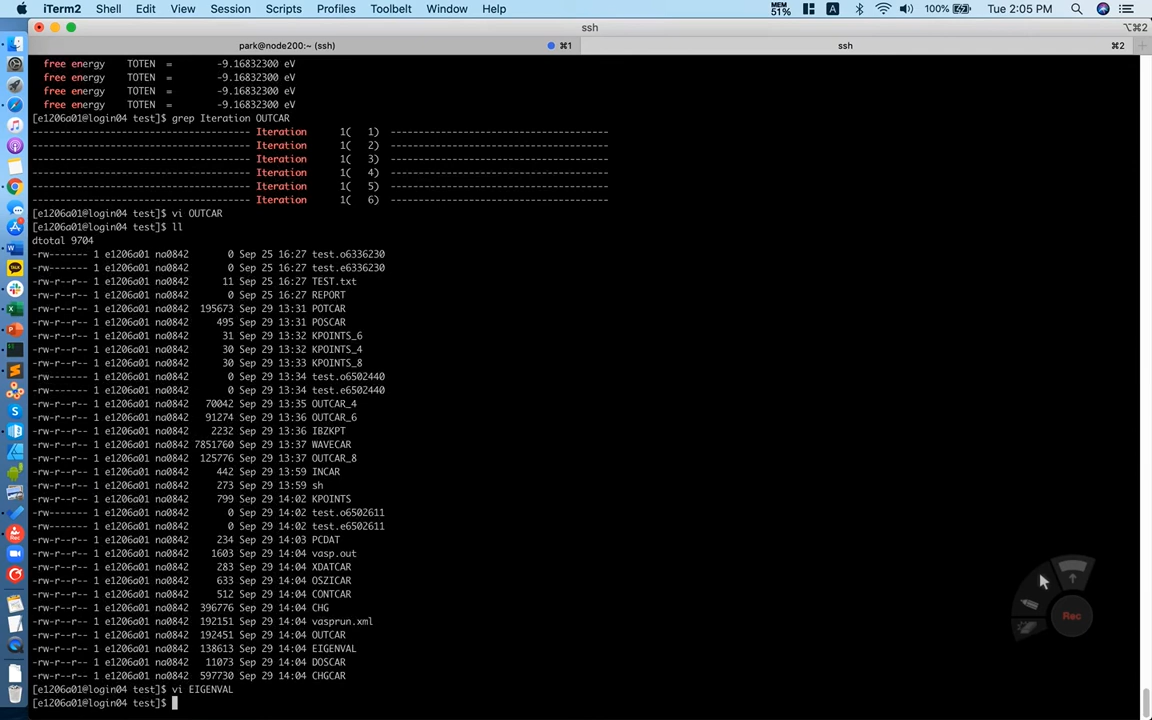 iTerm2 Shell Edit View Session Scripts Profiles Toolbelt Window Help MEM 51% A 100% Tue 2:05 PM
ssh ⌥⌘2
park@node200:~ (ssh) ⌘1 ssh ⌘2 +
free energy TOTEN = -9.16832300 eV
free energy TOTEN = -9.16832300 eV
free energy TOTEN = -9.16832300 eV
free energy TOTEN = -9.16832300 eV
[e1206a01@login04 test]$ grep Iteration OUTCAR
--------------------------------------- Iteration 1( 1) ---------------------------------------
--------------------------------------- Iteration 1( 2) ---------------------------------------
--------------------------------------- Iteration 1( 3) ---------------------------------------
--------------------------------------- Iteration 1( 4) ---------------------------------------
--------------------------------------- Iteration 1( 5) ---------------------------------------
--------------------------------------- Iteration 1( 6) ---------------------------------------
[e1206a01@login04 test]$ vi OUTCAR
[e1206a01@login04 test]$ ll
dtotal 9704
-rw------- 1 e1206a01 na0842 0 Sep 25 16:27 test.o6336230
-rw------- 1 e1206a01 na0842 0 Sep 25 16:27 test.e6336230
-rw-r--r-- 1 e1206a01 na0842 11 Sep 25 16:27 TEST.txt
-rw-r--r-- 1 e1206a01 na0842 0 Sep 25 16:27 REPORT
-rw-r--r-- 1 e1206a01 na0842 195673 Sep 29 13:31 POTCAR
-rw-r--r-- 1 e1206a01 na0842 495 Sep 29 13:31 POSCAR
-rw-r--r-- 1 e1206a01 na0842 31 Sep 29 13:32 KPOINTS_6
-rw-r--r-- 1 e1206a01 na0842 30 Sep 29 13:32 KPOINTS_4
-rw-r--r-- 1 e1206a01 na0842 30 Sep 29 13:33 KPOINTS_8
-rw------- 1 e1206a01 na0842 0 Sep 29 13:34 test.o6502440
-rw------- 1 e1206a01 na0842 0 Sep 29 13:34 test.e6502440
-rw-r--r-- 1 e1206a01 na0842 70042 Sep 29 13:35 OUTCAR_4
-rw-r--r-- 1 e1206a01 na0842 91274 Sep 29 13:36 OUTCAR_6
-rw-r--r-- 1 e1206a01 na0842 2232 Sep 29 13:36 IBZKPT
-rw-r--r-- 1 e1206a01 na0842 7851760 Sep 29 13:37 WAVECAR
-rw-r--r-- 1 e1206a01 na0842 125776 Sep 29 13:37 OUTCAR_8
-rw-r--r-- 1 e1206a01 na0842 442 Sep 29 13:59 INCAR
-rw-r--r-- 1 e1206a01 na0842 273 Sep 29 13:59 sh
-rw-r--r-- 1 e1206a01 na0842 799 Sep 29 14:02 KPOINTS
-rw------- 1 e1206a01 na0842 0 Sep 29 14:02 test.o6502611
-rw------- 1 e1206a01 na0842 0 Sep 29 14:02 test.e6502611
-rw-r--r-- 1 e1206a01 na0842 234 Sep 29 14:03 PCDAT
-rw-r--r-- 1 e1206a01 na0842 1603 Sep 29 14:04 vasp.out
-rw-r--r-- 1 e1206a01 na0842 283 Sep 29 14:04 XDATCAR
-rw-r--r-- 1 e1206a01 na0842 633 Sep 29 14:04 OSZICAR
-rw-r--r-- 1 e1206a01 na0842 512 Sep 29 14:04 CONTCAR
-rw-r--r-- 1 e1206a01 na0842 396776 Sep 29 14:04 CHG
-rw-r--r-- 1 e1206a01 na0842 192151 Sep 29 14:04 vasprun.xml
-rw-r--r-- 1 e1206a01 na0842 192451 Sep 29 14:04 OUTCAR
-rw-r--r-- 1 e1206a01 na0842 138613 Sep 29 14:04 EIGENVAL
-rw-r--r-- 1 e1206a01 na0842 11073 Sep 29 14:04 DOSCAR
-rw-r--r-- 1 e1206a01 na0842 597730 Sep 29 14:04 CHGCAR
[e1206a01@login04 test]$ vi EIGENVAL
[e1206a01@login04 test]$
Rec